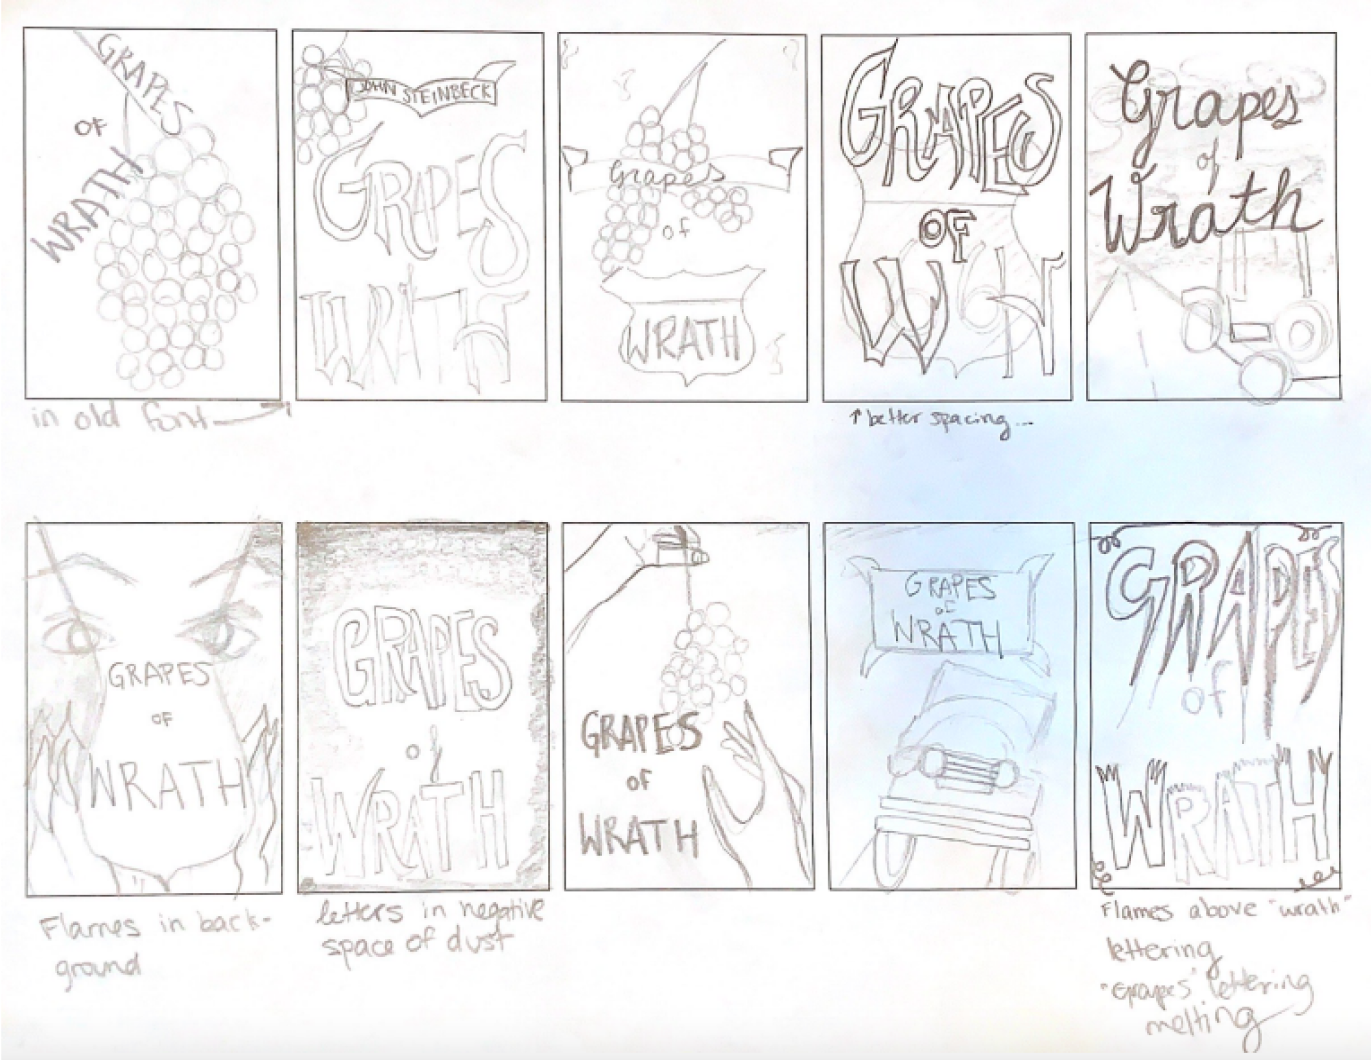 GRAPES
OF
WRATH
JOHN STEINBECK
GRAPES
WRATH
Grapes
of
WRATH
GRAPES
OF
W
Grapes
of
Wrath
in old font
↑ better spacing...
GRAPES
OF
WRATH
GRAPES
of
WRATH
GRAPES
OF
WRATH
GRAPES
OF
WRATH
GRAPES
of
WRATH
Flames in back-
ground
letters in negative
space of dust
Flames above "wrath"
lettering
"Grapes" lettering
melting